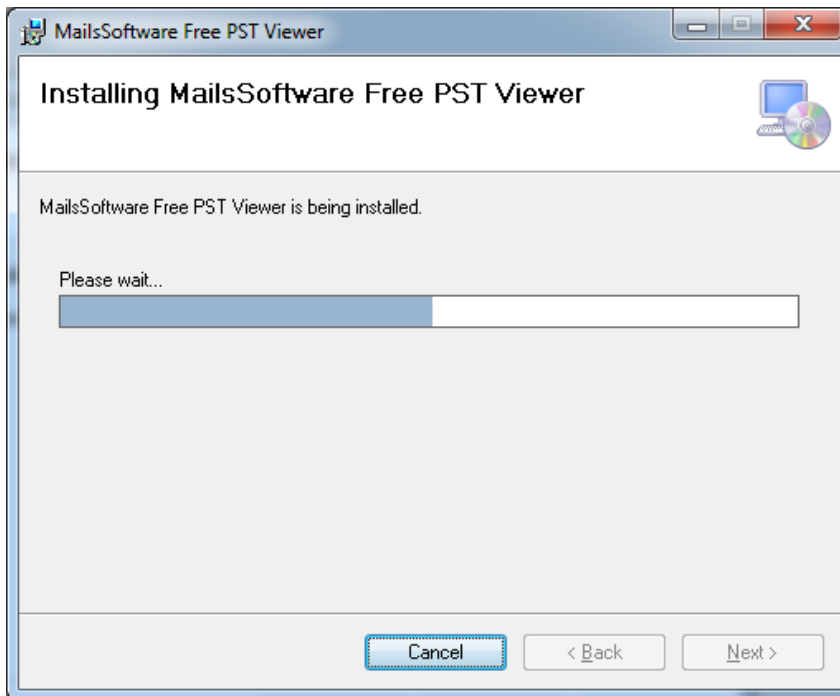 MailsSoftware Free PST Viewer
Installing MailsSoftware Free PST Viewer
MailsSoftware Free PST Viewer is being installed.
Please wait...
Cancel
< Back
Next >